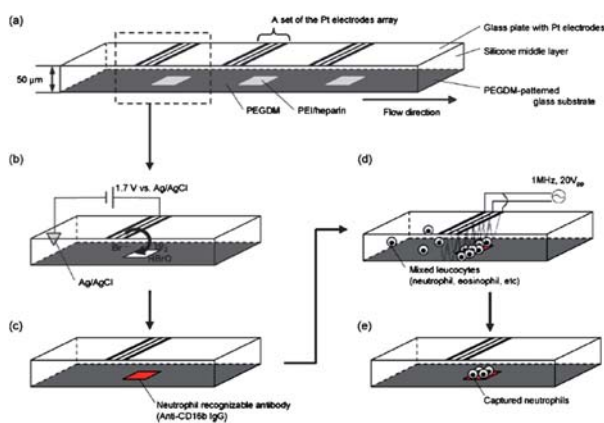 (a)
A set of the Pt electrodes array
Glass plate with Pt electrodes
Silicone middle layer
50 μm
PEGDM
PEI/heparin
Flow direction
PEGDM-patterned
glass substrate
(b)
1.7 V vs. Ag/AgCl
Ag/AgCl
(c)
Neutrophil recognizable antibody
(Anti-CD16b IgG)
(d)
1MHz, 20Vpp
Mixed leucocytes
(neutrophil, eosinophil, etc)
(e)
Captured neutrophils